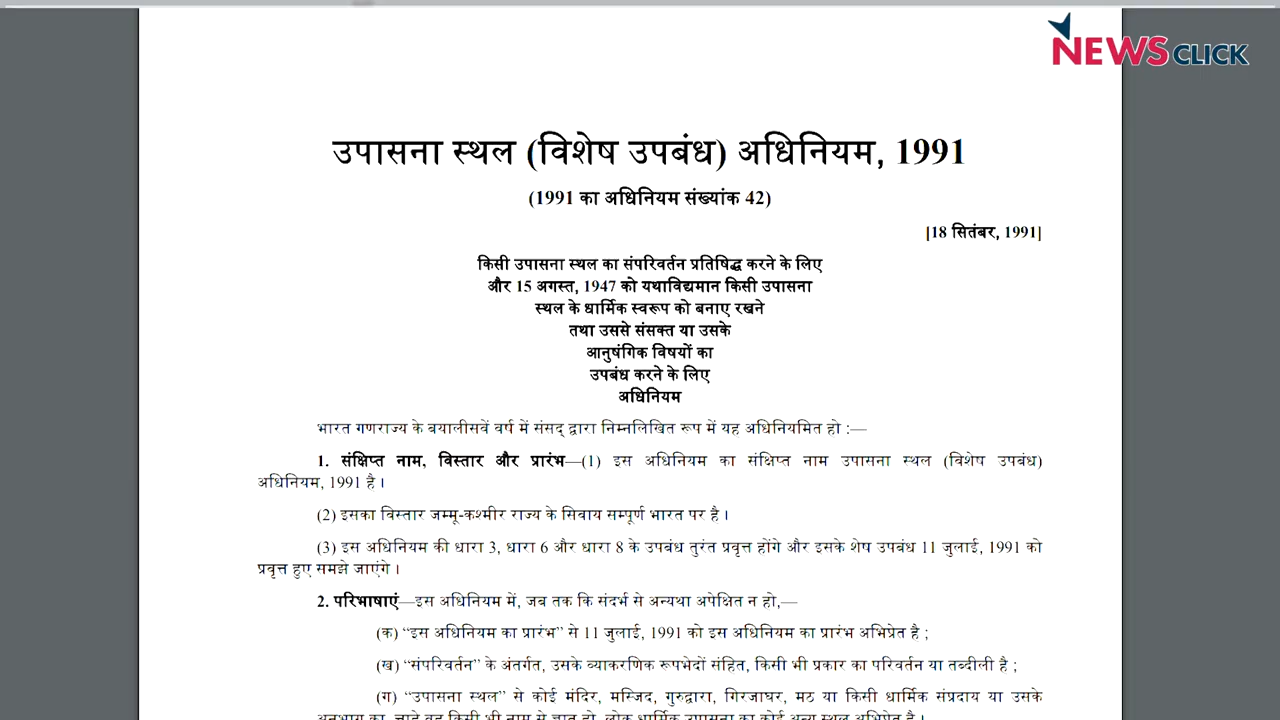 NEWSCLICK
उपासना स्थल (विशेष उपबंध) अधिनियम, 1991
(1991 का अधिनियम संख्यांक 42)
[18 सितंबर, 1991]
किसी उपासना स्थल का संपरिवर्तन प्रतिषिद्ध करने के लिए
और 15 अगस्त, 1947 को यथाविद्यमान किसी उपासना
स्थल के धार्मिक स्वरूप को बनाए रखने
तथा उससे संसक्त या उसके
आनुषंगिक विषयों का
उपबंध करने के लिए
अधिनियम
भारत गणराज्य के बयालीसवें वर्ष में संसद् द्वारा निम्नलिखित रूप में यह अधिनियमित हो :—
1. संक्षिप्त नाम, विस्तार और प्रारंभ—(1) इस अधिनियम का संक्षिप्त नाम उपासना स्थल (विशेष उपबंध)
अधिनियम, 1991 है ।
(2) इसका विस्तार जम्मू-कश्मीर राज्य के सिवाय सम्पूर्ण भारत पर है ।
(3) इस अधिनियम की धारा 3, धारा 6 और धारा 8 के उपबंध तुरंत प्रवृत्त होंगे और इसके शेष उपबंध 11 जुलाई, 1991 को
प्रवृत्त हुए समझे जाएंगे ।
2. परिभाषाएं—इस अधिनियम में, जब तक कि संदर्भ से अन्यथा अपेक्षित न हो,—
(क) “इस अधिनियम का प्रारंभ” से 11 जुलाई, 1991 को इस अधिनियम का प्रारंभ अभिप्रेत है ;
(ख) “संपरिवर्तन” के अंतर्गत, उसके व्याकरणिक रूपभेदों सहित, किसी भी प्रकार का परिवर्तन या तब्दीली है ;
(ग) “उपासना स्थल” से कोई मंदिर, मस्जिद, गुरुद्वारा, गिरजाघर, मठ या किसी धार्मिक संप्रदाय या उसके
अनुभाग का, चाहे वह किसी भी नाम से ज्ञात हो, लोक धार्मिक उपासना का कोई अन्य स्थल अभिप्रेत है ।